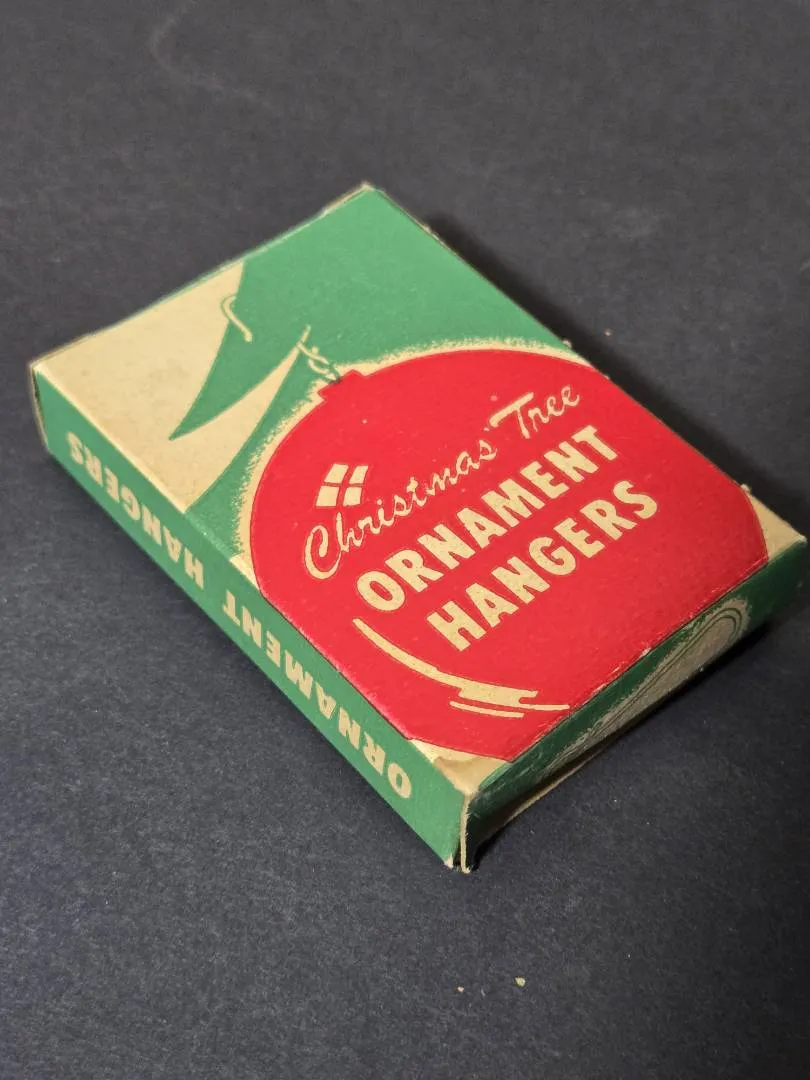 Christmas Tree
ORNAMENT
HANGERS
ORNAMENT HANGERS